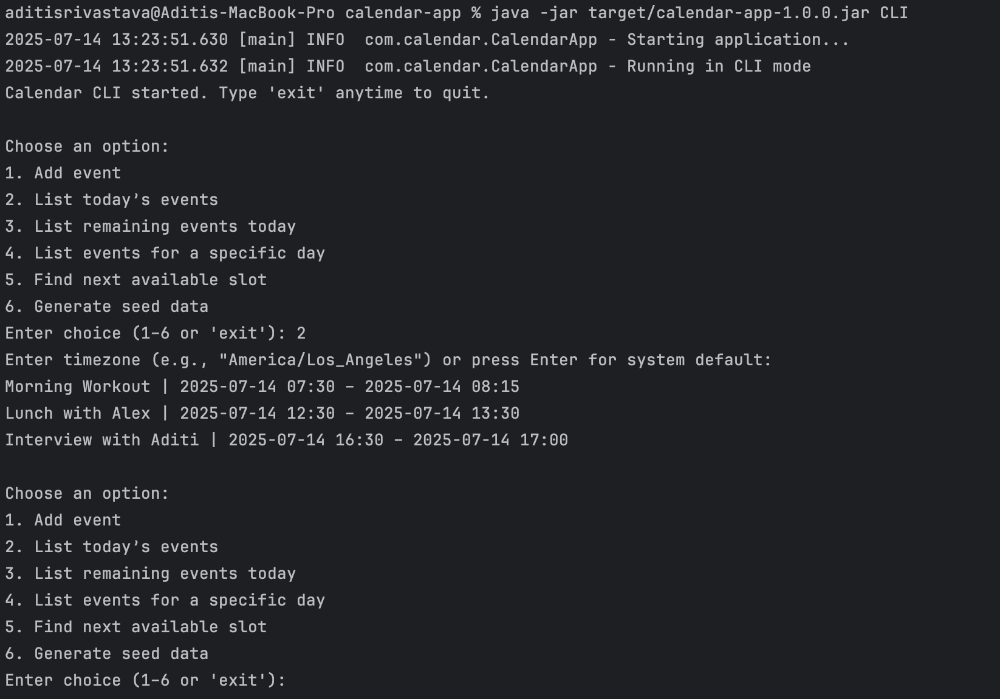 aditisrivastava@Aditis-MacBook-Pro calendar-app % java -jar target/calendar-app-1.0.0.jar CLI
2025-07-14 13:23:51.630 [main] INFO  com.calendar.CalendarApp - Starting application...
2025-07-14 13:23:51.632 [main] INFO  com.calendar.CalendarApp - Running in CLI mode
Calendar CLI started. Type 'exit' anytime to quit.
Choose an option:
1. Add event
2. List today’s events
3. List remaining events today
4. List events for a specific day
5. Find next available slot
6. Generate seed data
Enter choice (1–6 or 'exit'): 2
Enter timezone (e.g., "America/Los_Angeles") or press Enter for system default:
Morning Workout | 2025-07-14 07:30 – 2025-07-14 08:15
Lunch with Alex | 2025-07-14 12:30 – 2025-07-14 13:30
Interview with Aditi | 2025-07-14 16:30 – 2025-07-14 17:00
Choose an option:
1. Add event
2. List today’s events
3. List remaining events today
4. List events for a specific day
5. Find next available slot
6. Generate seed data
Enter choice (1–6 or 'exit'):